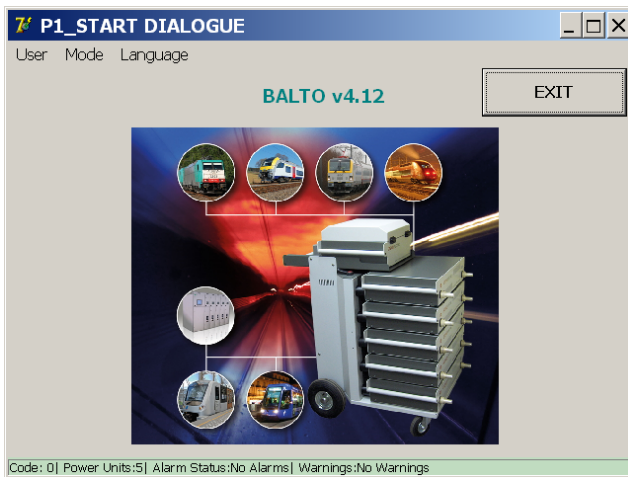 P1_START DIALOGUE
User Mode Language
BALTO v4.12
EXIT
Code: 0| Power Units:5| Alarm Status:No Alarms| Warnings:No Warnings